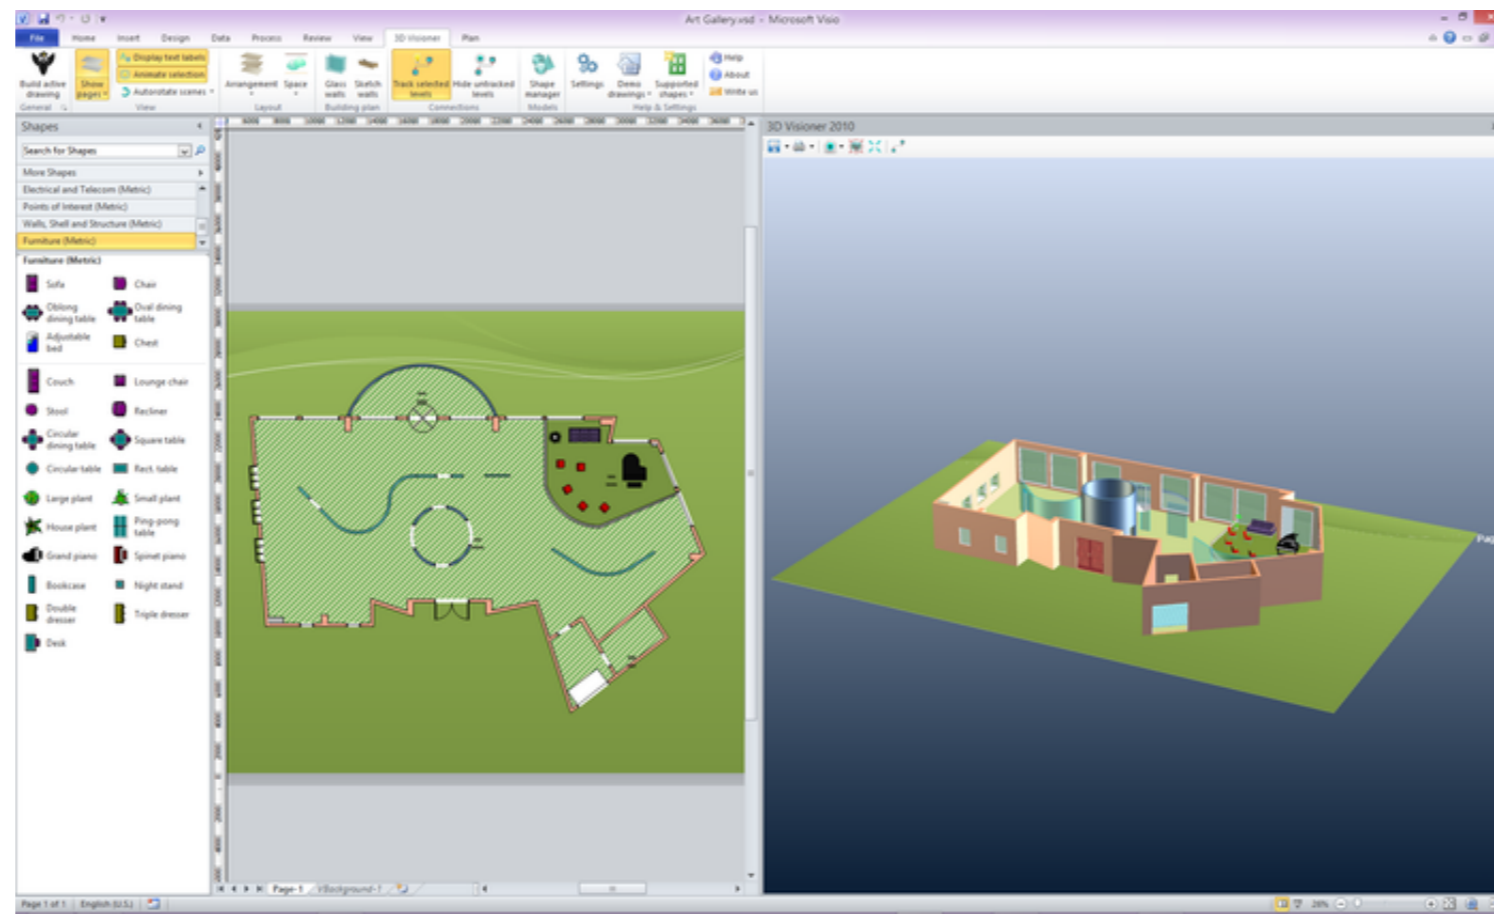 Art Gallery.vsd - Microsoft Visio
File Home Insert Design Data Process Review View 3D Visioner Plan
Build active drawing
Show pages
Display text labels
Animate selection
Autorotate scenes
Arrangement
Space
Glass walls
Sketch walls
Track selected levels
Hide untracked levels
Shape manager
Settings
Demo drawings
Supported shapes
Help
About
Write us
General View Layout Building plan Connections Models Help & Settings
Shapes
Search for Shapes
More Shapes
Electrical and Telecom (Metric)
Points of Interest (Metric)
Walls, Shell and Structure (Metric)
Furniture (Metric)
Furniture (Metric)
Sofa Chair
Oblong dining table Oval dining table
Adjustable bed Chest
Couch Lounge chair
Stool Recliner
Circular dining table Square table
Circular table Rect. table
Large plant Small plant
House plant Ping-pong table
Grand piano Spinet piano
Bookcase Night stand
Double dresser Triple dresser
Desk
3D Visioner 2010
Pag
Page-1 VBackground-1
Page 1 of 1 English (U.S.)
26%